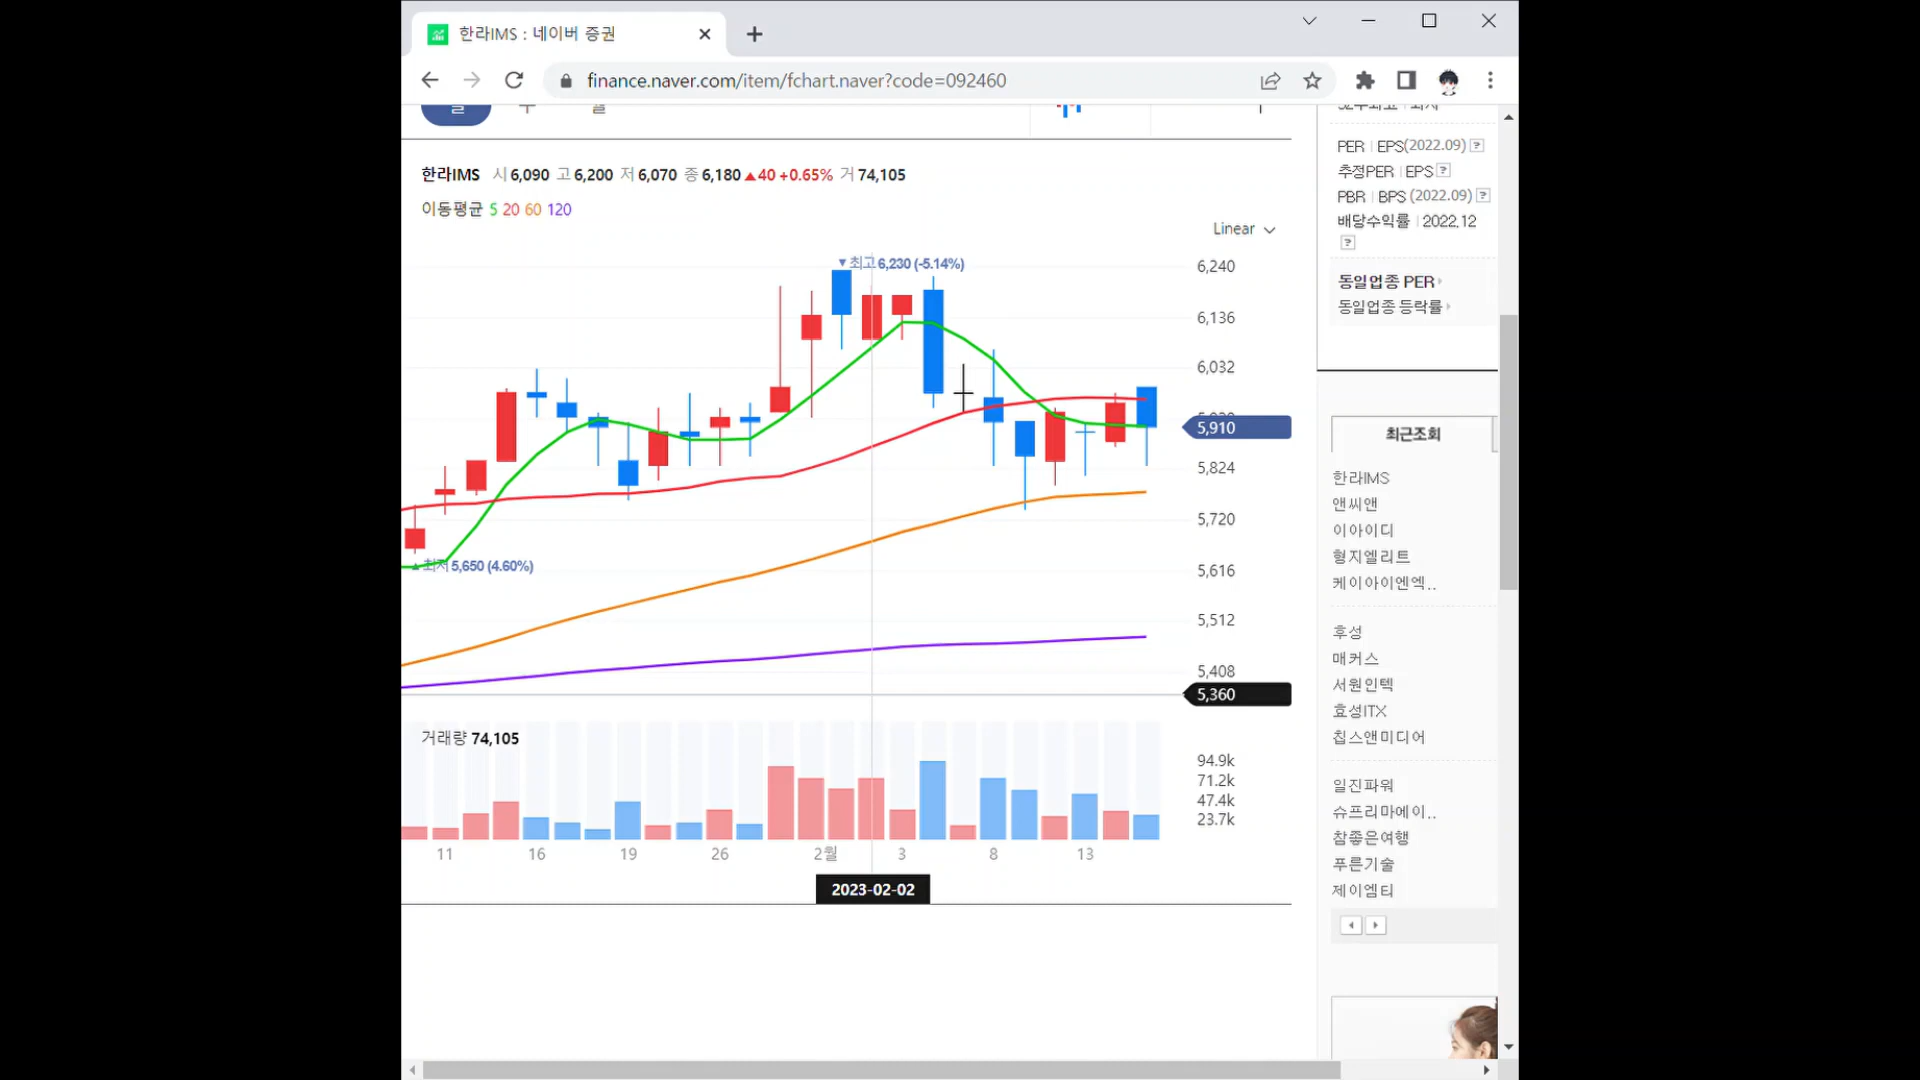 한라IMS : 네이버 증권
finance.naver.com/item/fchart.naver?code=092460
한라IMS 시 6,090 고 6,200 저 6,070 종 6,180 ▲40 +0.65% 거 74,105
이동평균 5 20 60 120
Linear
▼최고 6,230 (-5.14%)
▲최저 5,650 (4.60%)
6,240
6,136
6,032
5,910
5,824
5,720
5,616
5,512
5,408
5,360
거래량 74,105
94.9k
71.2k
47.4k
23.7k
11 16 19 26 2월 3 8 13
2023-02-02
PER | EPS(2022.09) ?
추정PER | EPS ?
PBR | BPS (2022.09) ?
배당수익률 | 2022.12
?
동일업종 PER
동일업종 등락률
최근조회
한라IMS
앤씨앤
이아이디
형지엘리트
케이아이엔엑..
후성
매커스
서원인텍
효성ITX
칩스앤미디어
일진파워
슈프리마에이..
참좋은여행
푸른기술
제이엠티